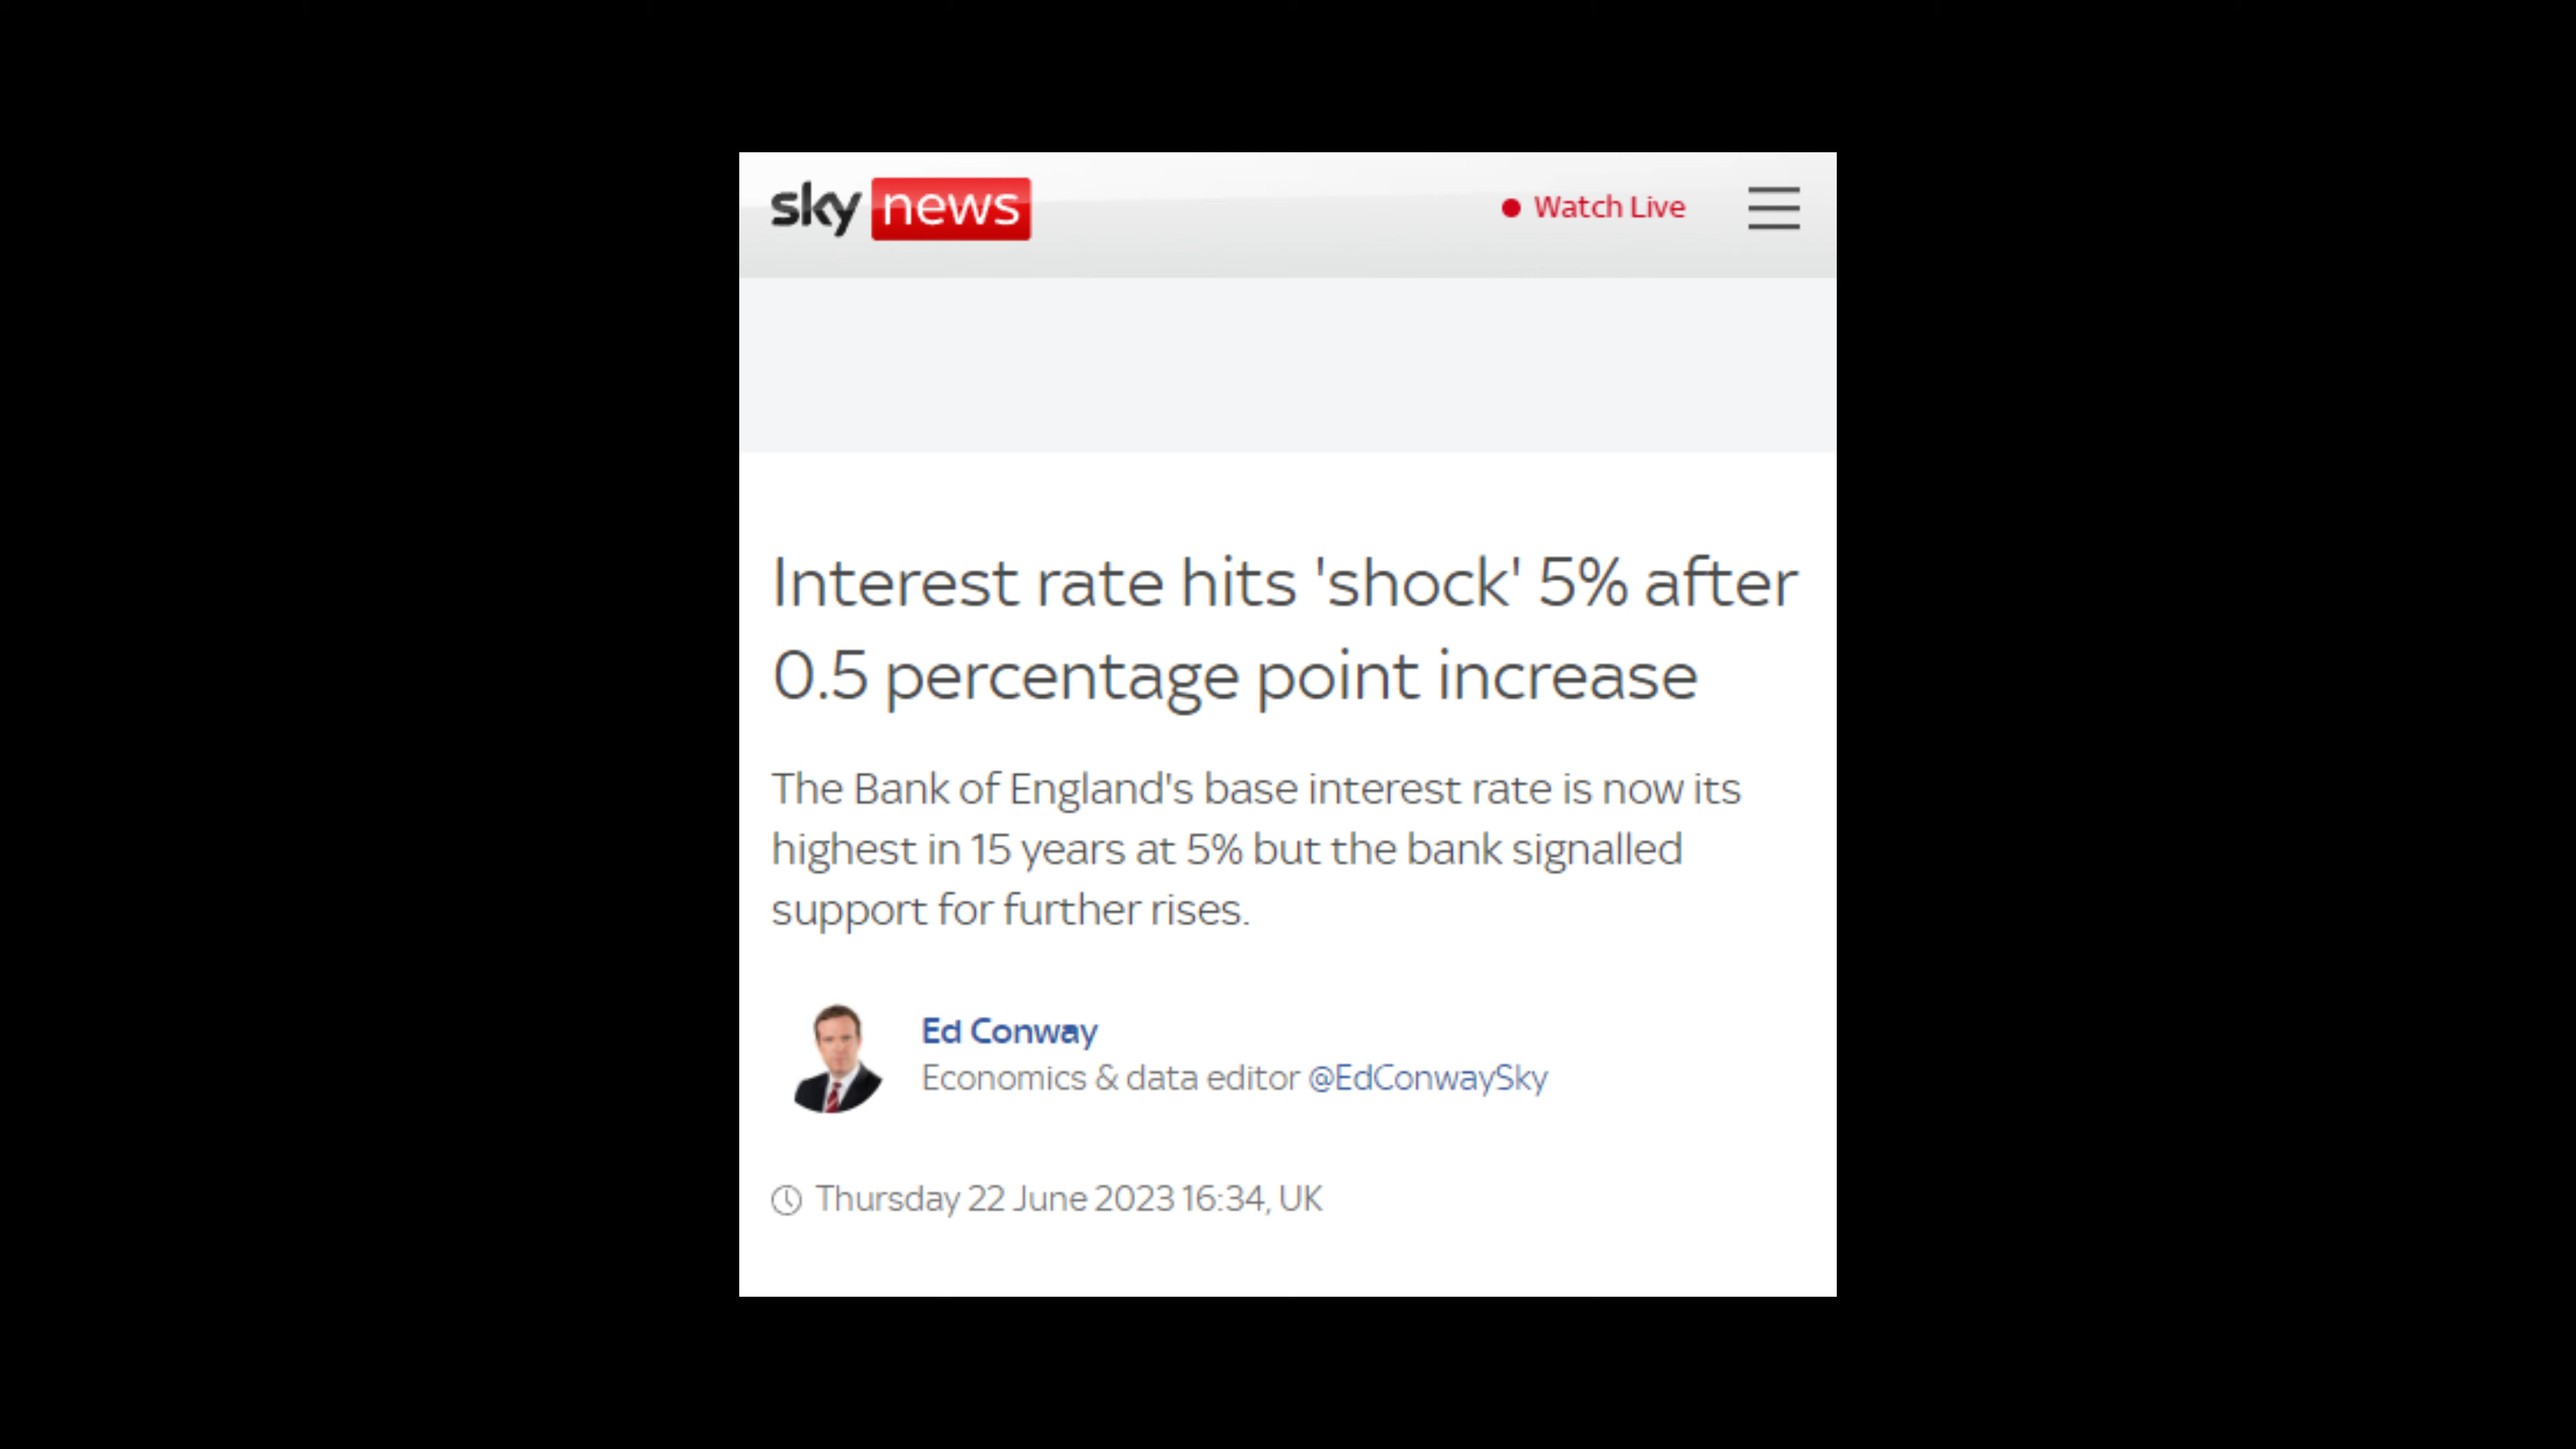 sky news
Watch Live
Interest rate hits 'shock' 5% after
0.5 percentage point increase
The Bank of England's base interest rate is now its
highest in 15 years at 5% but the bank signalled
support for further rises.
Ed Conway
Economics & data editor @EdConwaySky
Thursday 22 June 2023 16:34, UK